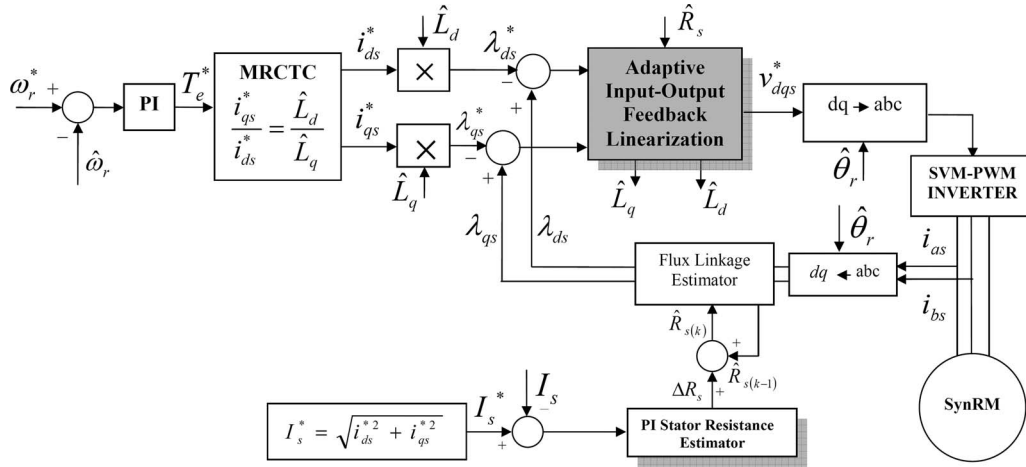 ω_r^* + −
ω̂_r
PI
T_e^*
MRCTC
i_qs^* / i_ds^* = L̂_d / L̂_q
i_ds^*
i_qs^*
L̂_d
×
λ_ds^*
−
+
×
L̂_q
λ_qs^*
−
+
R̂_s
Adaptive
Input-Output
Feedback
Linearization
v_dqs^*
L̂_q
L̂_d
dq → abc
θ̂_r
SVM-PWM
INVERTER
λ_qs
λ_ds
Flux Linkage
Estimator
θ̂_r
dq ← abc
i_as
i_bs
R̂_s(k)
+
R̂_s(k−1)
ΔR_s +
I_s^* = √(i_ds^*2 + i_qs^*2)
I_s^*
+
I_s
−
PI Stator Resistance
Estimator
SynRM